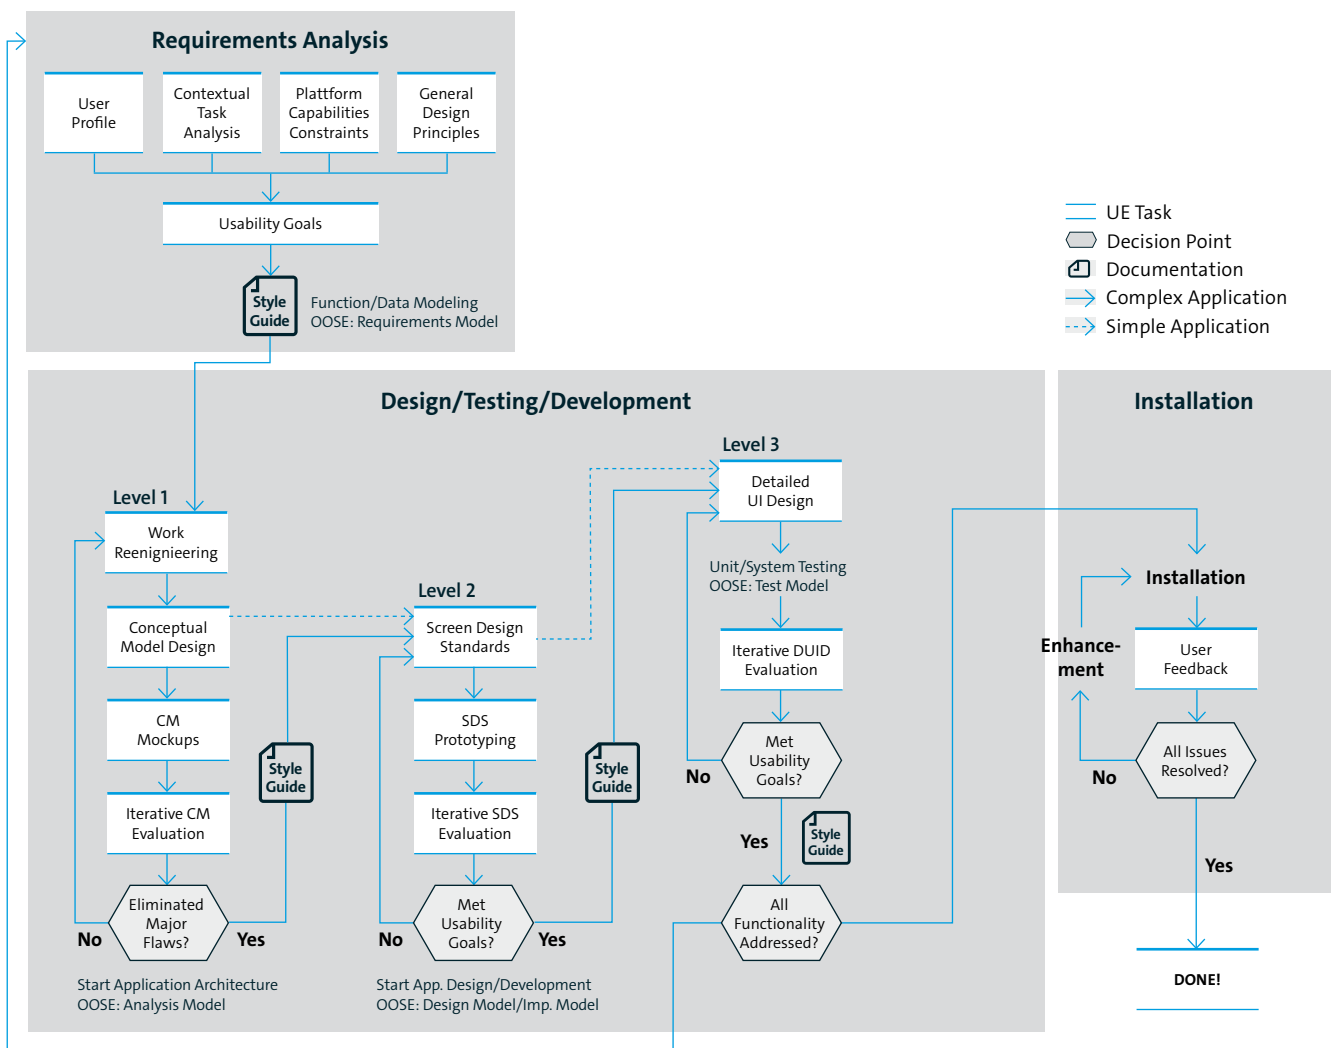 Requirements Analysis
User
Profile
Contextual
Task
Analysis
Plattform
Capabilities
Constraints
General
Design
Principles
Usability Goals
Style
Guide
Function/Data Modeling
OOSE: Requirements Model
UE Task
Decision Point
Documentation
Complex Application
Simple Application
Design/Testing/Development
Level 1
Work
Reenignieering
Conceptual
Model Design
CM
Mockups
Iterative CM
Evaluation
Eliminated
Major
Flaws?
No
Yes
Style
Guide
Start Application Architecture
OOSE: Analysis Model
Level 2
Screen Design
Standards
SDS
Prototyping
Iterative SDS
Evaluation
Met
Usability
Goals?
No
Yes
Style
Guide
Start App. Design/Development
OOSE: Design Model/Imp. Model
Level 3
Detailed
UI Design
Unit/System Testing
OOSE: Test Model
Iterative DUID
Evaluation
Met
Usability
Goals?
No
Yes
Style
Guide
All
Functionality
Addressed?
Installation
Installation
Enhance-
ment
User
Feedback
All Issues
Resolved?
No
Yes
DONE!